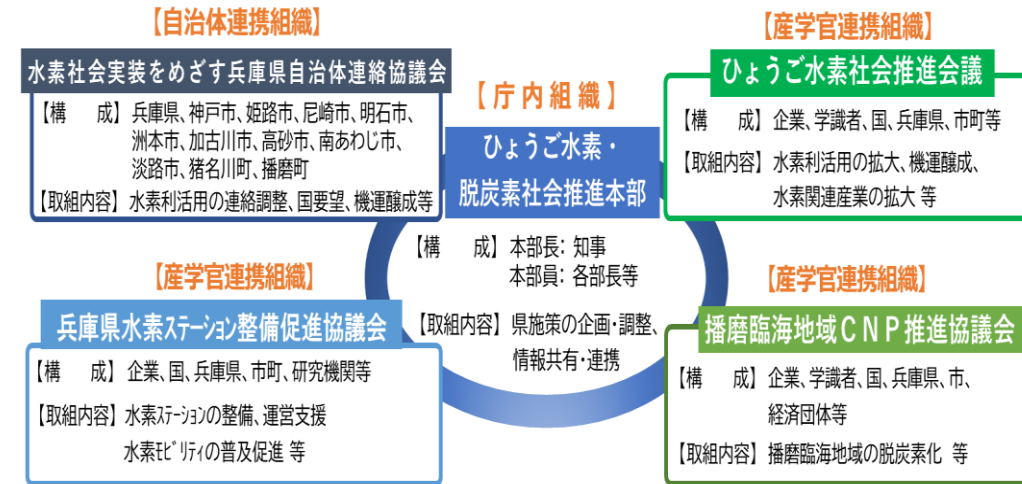 【自治体連携組織】
水素社会実装をめざす兵庫県自治体連絡協議会
【構　成】兵庫県、神戸市、姫路市、尼崎市、明石市、
洲本市、加古川市、高砂市、南あわじ市、
淡路市、猪名川町、播磨町
【取組内容】水素利活用の連絡調整、国要望、機運醸成等
【庁内組織】
ひょうご水素・
脱炭素社会推進本部
【構　成】本部長：知事
本部員：各部長等
【取組内容】県施策の企画・調整、
情報共有・連携
【産学官連携組織】
ひょうご水素社会推進会議
【構　成】企業、学識者、国、兵庫県、市町等
【取組内容】水素利活用の拡大、機運醸成、
水素関連産業の拡大 等
【産学官連携組織】
兵庫県水素ｽﾃｰｼｮﾝ整備促進協議会
【構　成】企業、国、兵庫県、市町、研究機関等
【取組内容】水素ｽﾃｰｼｮﾝの整備、運営支援
水素ﾓﾋﾞﾘﾃｨの普及促進 等
【産学官連携組織】
播磨臨海地域ＣＮＰ推進協議会
【構　成】企業、学識者、国、兵庫県、市、
経済団体等
【取組内容】播磨臨海地域の脱炭素化 等